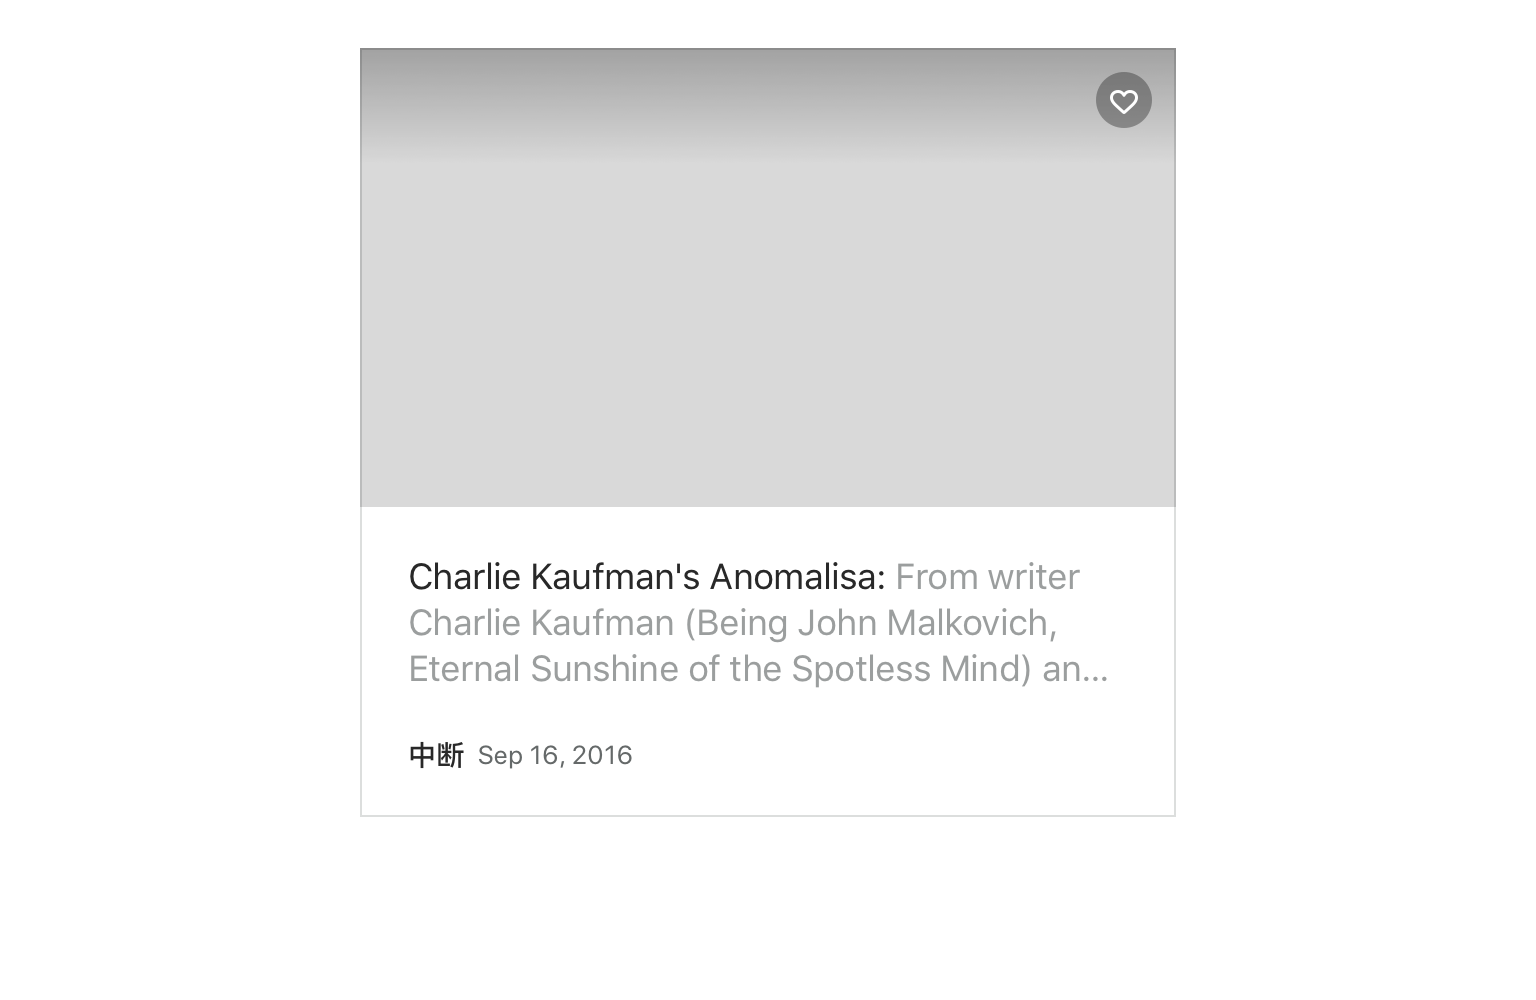 Charlie Kaufman's Anomalisa: From writer
Charlie Kaufman (Being John Malkovich,
Eternal Sunshine of the Spotless Mind) an...
中断 Sep 16, 2016